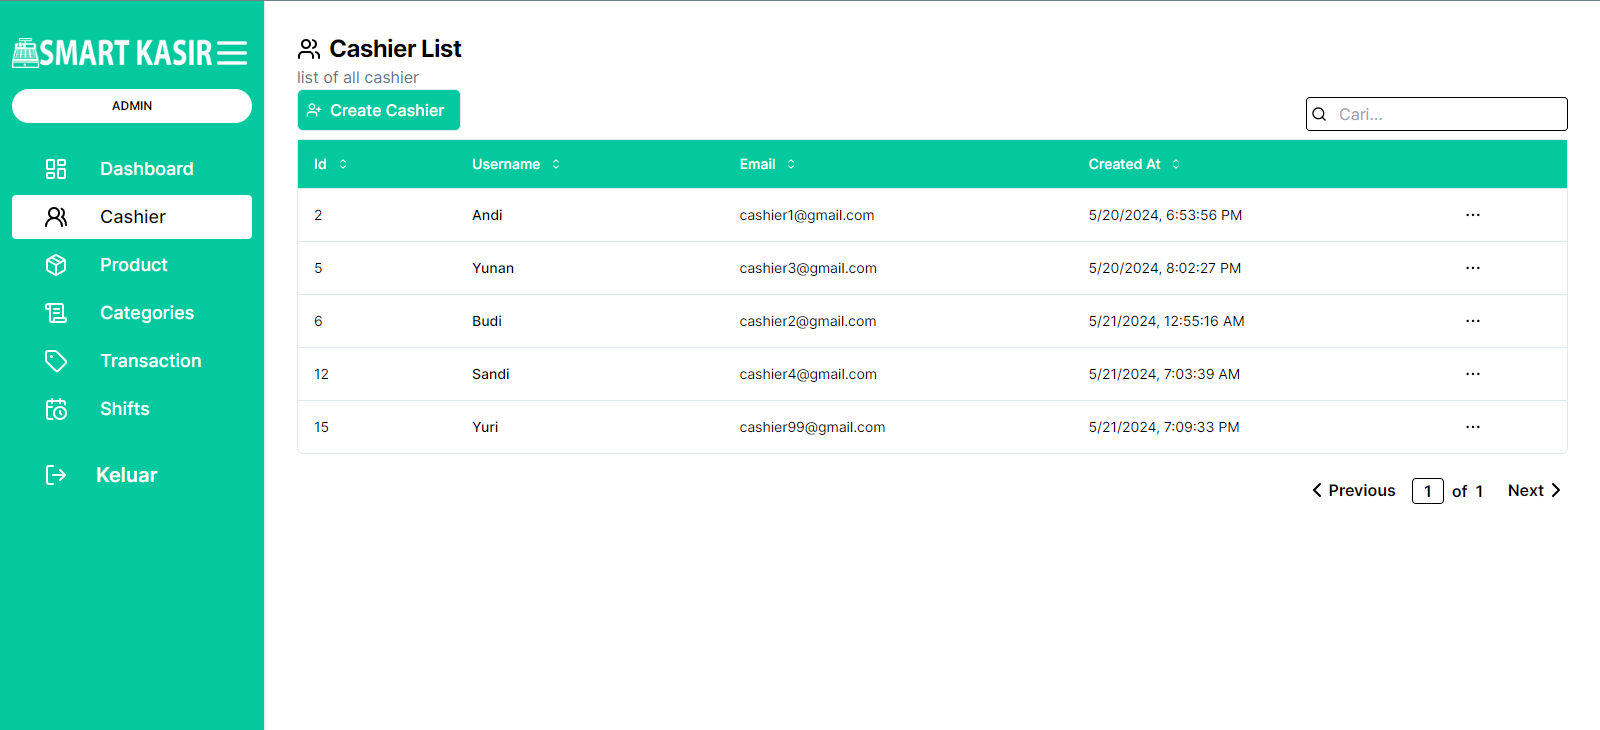 SMART KASIR
ADMIN
Dashboard
Cashier
Product
Categories
Transaction
Shifts
Keluar
Cashier List
list of all cashier
Create Cashier
Cari...
Id Username Email Created At
2 Andi cashier1@gmail.com 5/20/2024, 6:53:56 PM ...
5 Yunan cashier3@gmail.com 5/20/2024, 8:02:27 PM ...
6 Budi cashier2@gmail.com 5/21/2024, 12:55:16 AM ...
12 Sandi cashier4@gmail.com 5/21/2024, 7:03:39 AM ...
15 Yuri cashier99@gmail.com 5/21/2024, 7:09:33 PM ...
Previous 1 of 1 Next